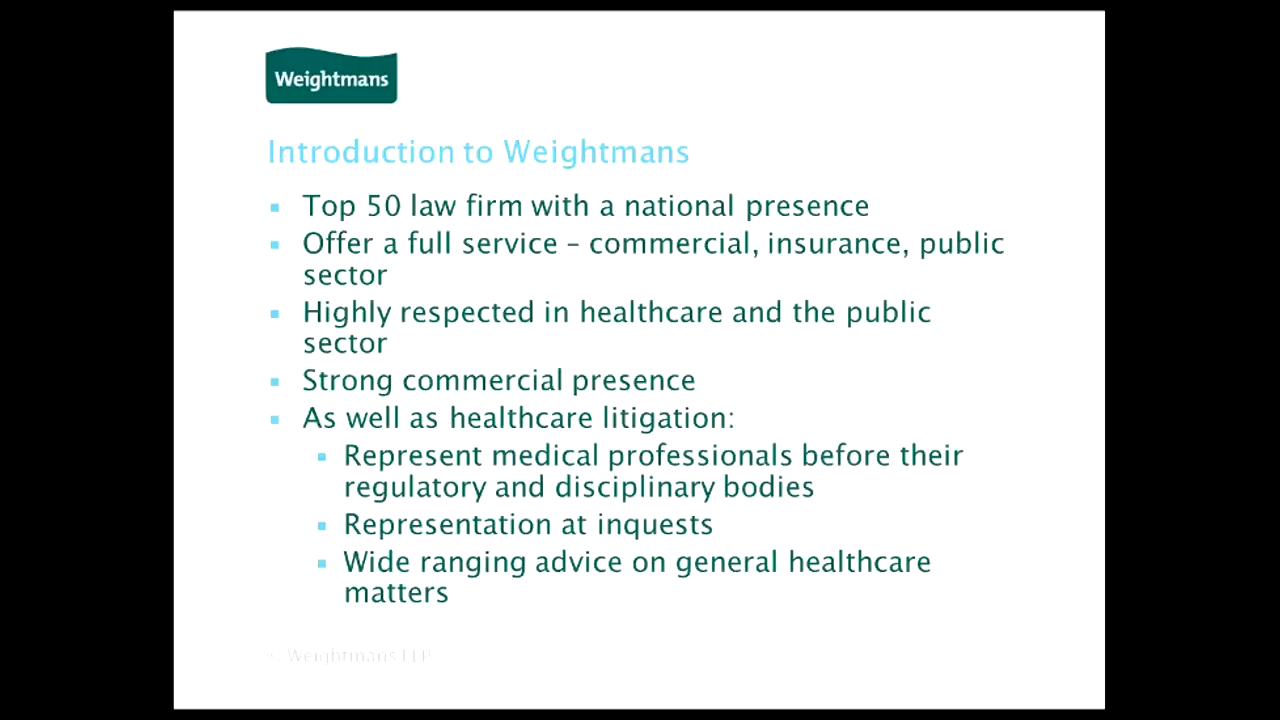 Weightmans
Introduction to Weightmans
Top 50 law firm with a national presence
Offer a full service – commercial, insurance, public
sector
Highly respected in healthcare and the public
sector
Strong commercial presence
As well as healthcare litigation:
Represent medical professionals before their
regulatory and disciplinary bodies
Representation at inquests
Wide ranging advice on general healthcare
matters
Weightmans LLP